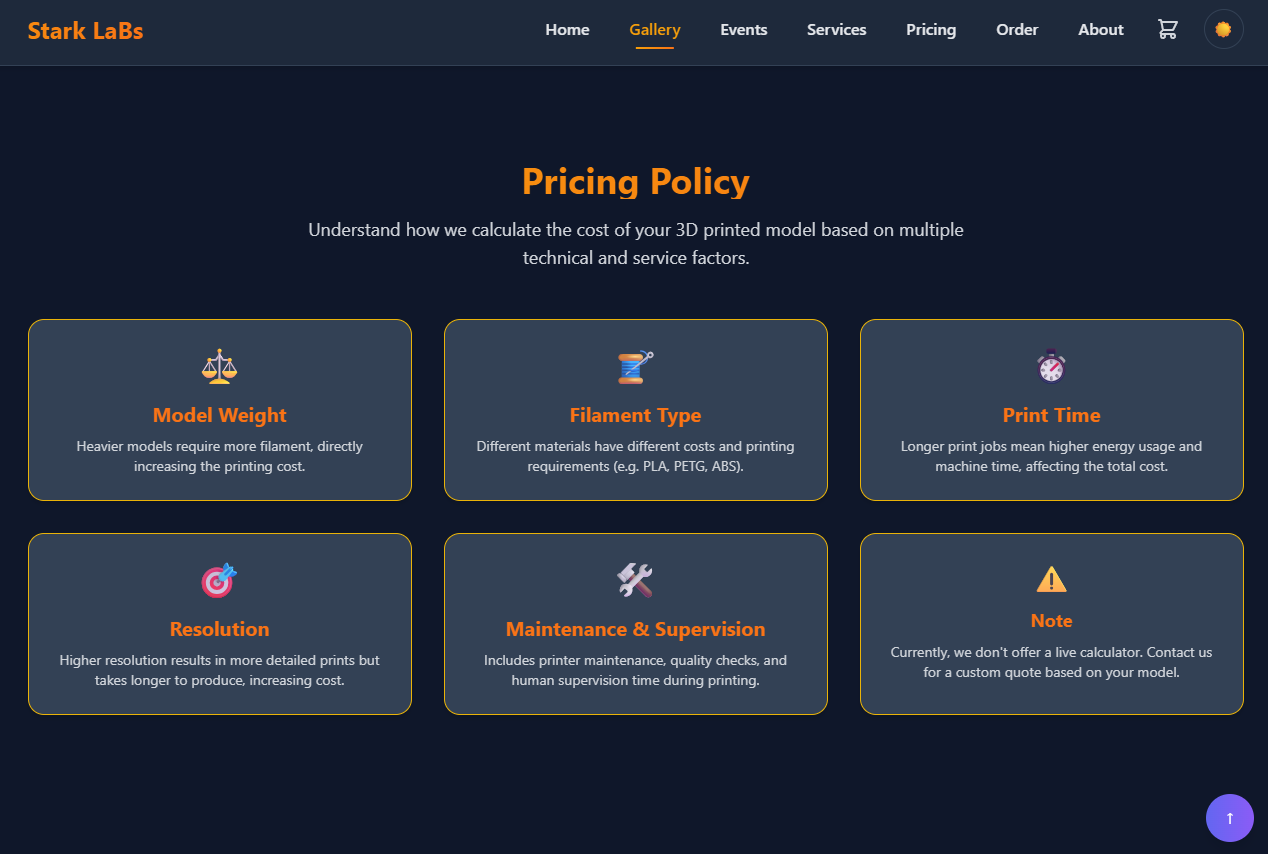 Stark LaBs
Home Gallery Events Services Pricing Order About
Pricing Policy
Understand how we calculate the cost of your 3D printed model based on multiple
technical and service factors.
Model Weight
Heavier models require more filament, directly
increasing the printing cost.
Filament Type
Different materials have different costs and printing
requirements (e.g. PLA, PETG, ABS).
Print Time
Longer print jobs mean higher energy usage and
machine time, affecting the total cost.
Resolution
Higher resolution results in more detailed prints but
takes longer to produce, increasing cost.
Maintenance & Supervision
Includes printer maintenance, quality checks, and
human supervision time during printing.
Note
Currently, we don't offer a live calculator. Contact us
for a custom quote based on your model.
↑